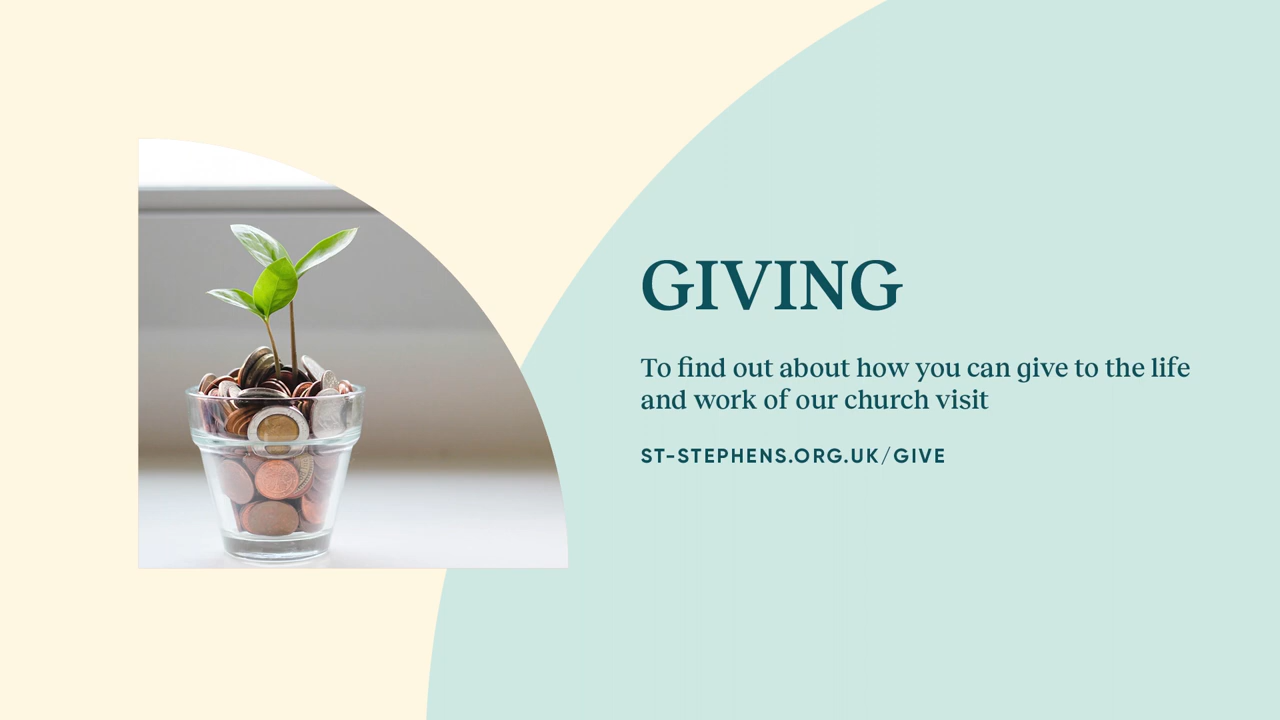 GIVING
To find out about how you can give to the life
and work of our church visit
ST-STEPHENS.ORG.UK/GIVE